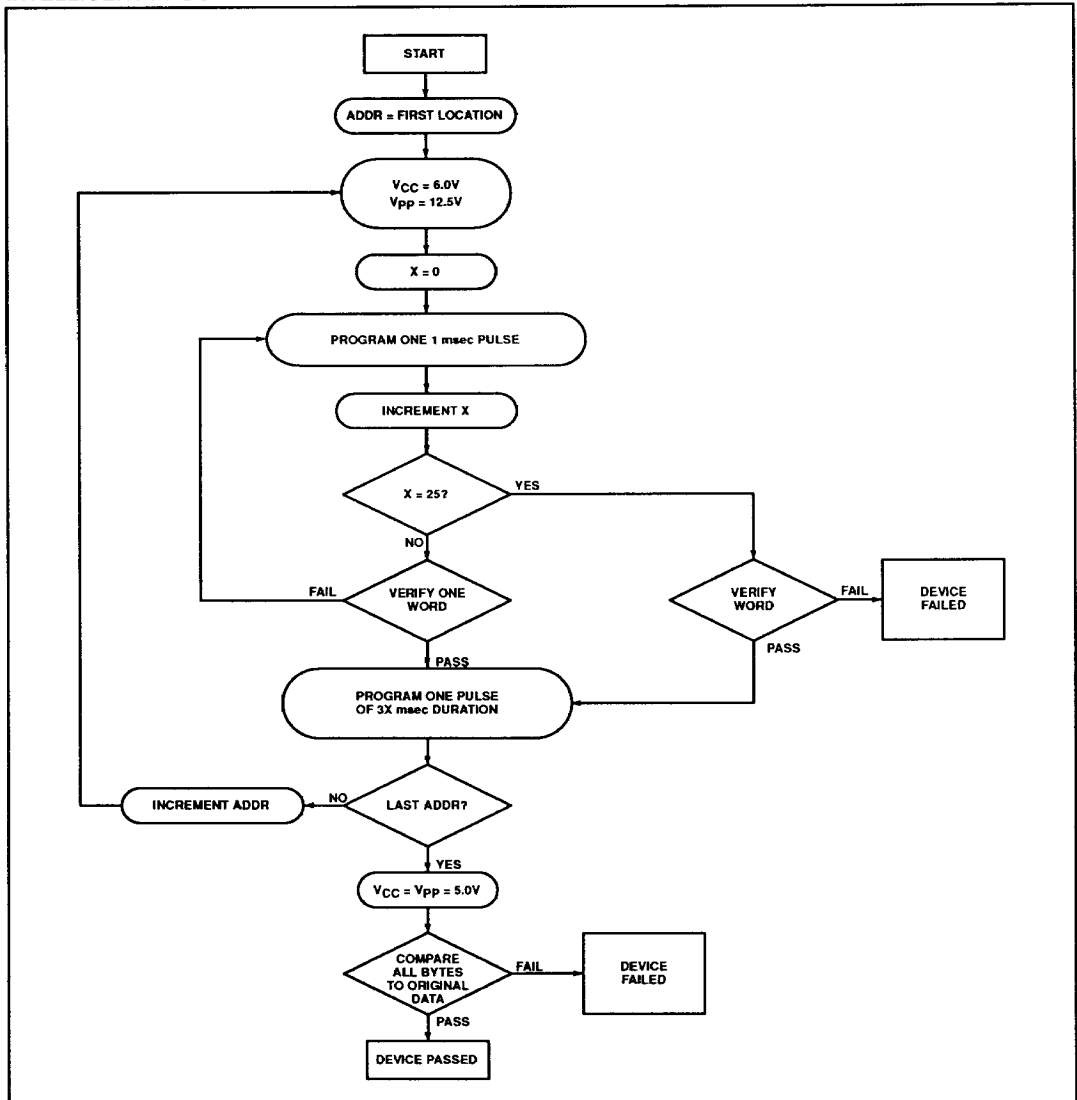 START
ADDR = FIRST LOCATION
VCC = 6.0V
VPP = 12.5V
X = 0
PROGRAM ONE 1 msec PULSE
INCREMENT X
X = 25?
YES
NO
VERIFY ONE
WORD
FAIL
PASS
VERIFY
WORD
FAIL
PASS
DEVICE
FAILED
PROGRAM ONE PULSE
OF 3X msec DURATION
LAST ADDR?
NO
INCREMENT ADDR
YES
VCC = VPP = 5.0V
COMPARE
ALL BYTES
TO ORIGINAL
DATA
FAIL
DEVICE
FAILED
PASS
DEVICE PASSED